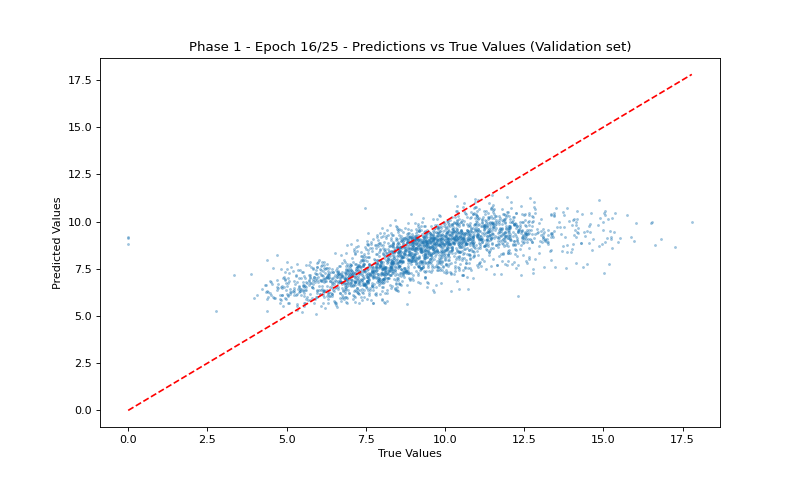 Phase 1 - Epoch 16/25 - Predictions vs True Values (Validation set)
17.5
15.0
12.5
10.0
7.5
5.0
2.5
0.0
Predicted Values
0.0 2.5 5.0 7.5 10.0 12.5 15.0 17.5
True Values